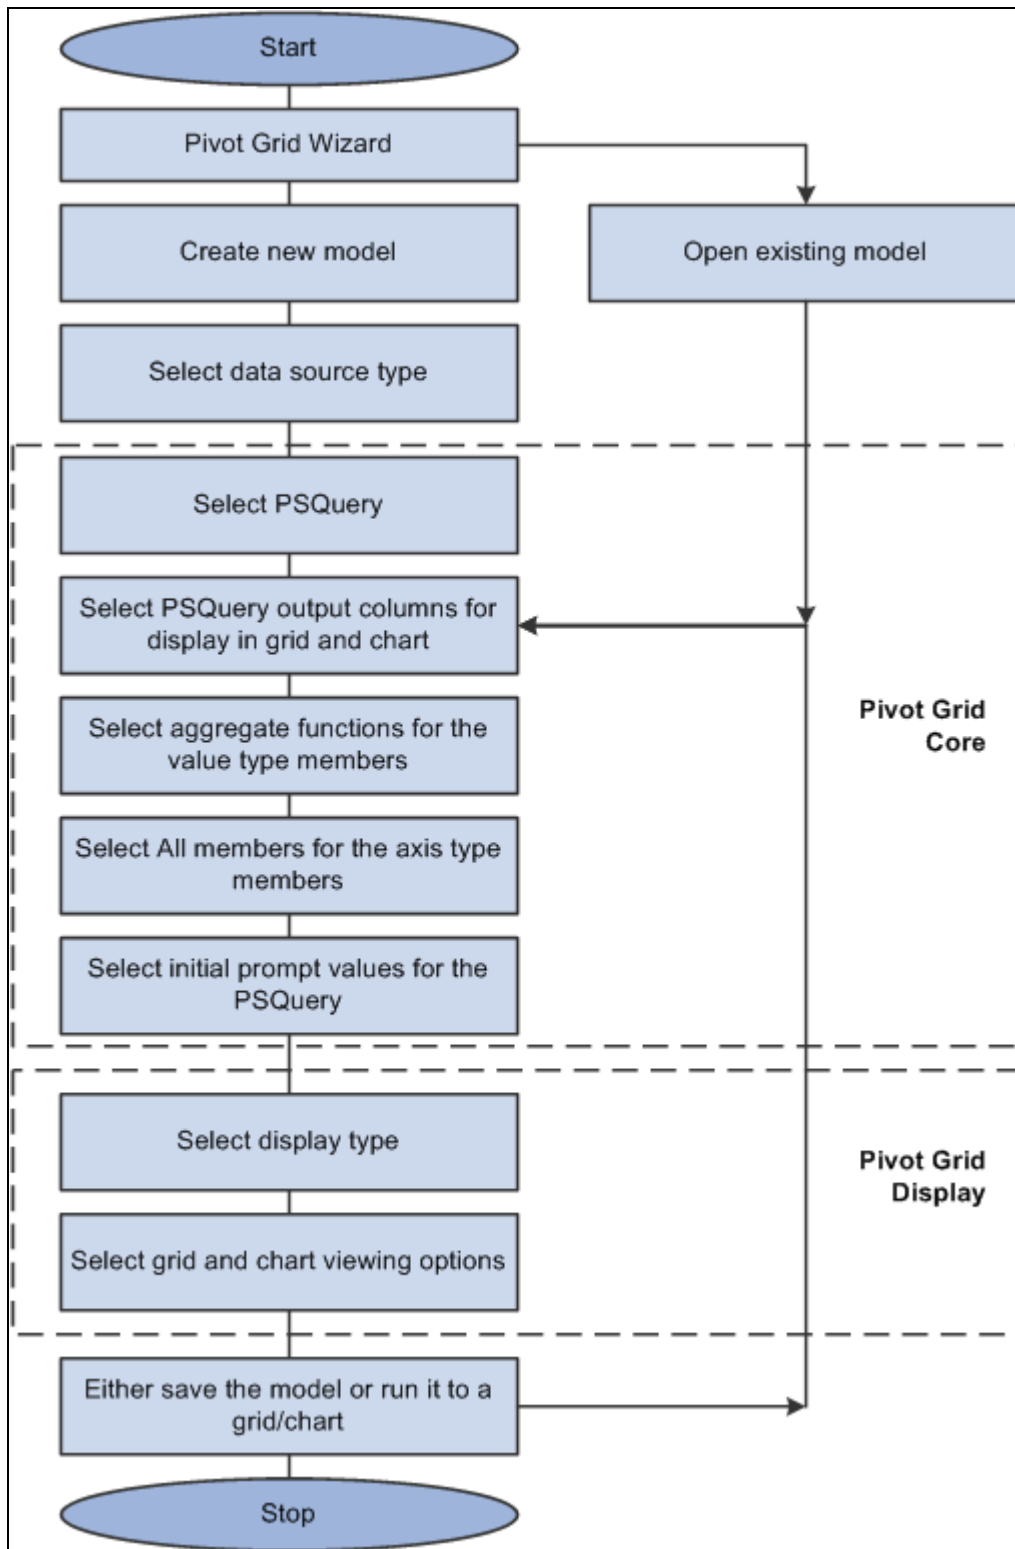 Start
Pivot Grid Wizard
Create new model
Open existing model
Select data source type
Select PSQuery
Select PSQuery output columns for
display in grid and chart
Select aggregate functions for the
value type members
Pivot Grid
Core
Select All members for the axis type
members
Select initial prompt values for the
PSQuery
Select display type
Pivot Grid
Display
Select grid and chart viewing options
Either save the model or run it to a
grid/chart
Stop